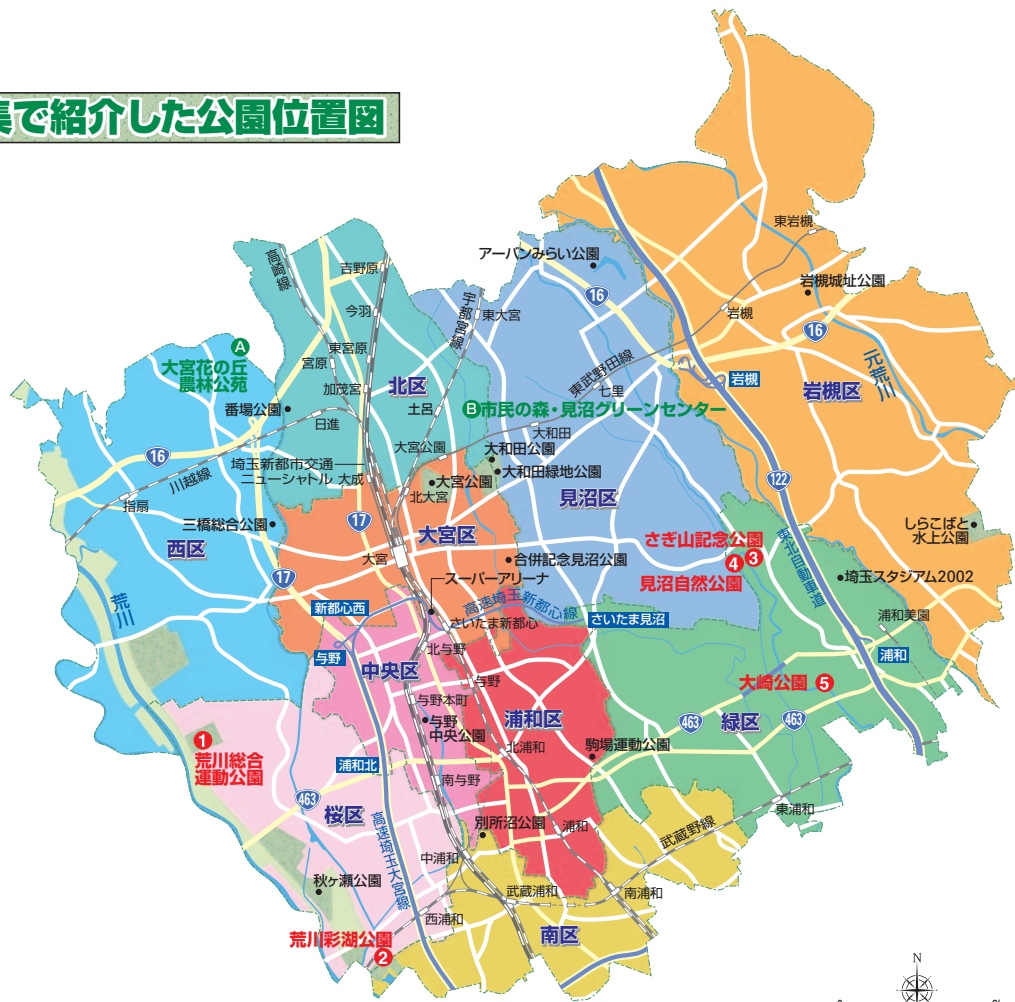 集で紹介した公園位置図
高崎線
吉野原
今羽
東宮原
宮原
加茂宮
北区
土呂
日進
大宮公園
宇都宮線
東大宮
アーバンみらい公園
16
東武野田線
七里
岩槻
東岩槻
岩槻城址公園
16
元荒川
岩槻
岩槻区
A
大宮花の丘
農林公苑
番場公園
16
川越線
指扇
埼玉新都市交通
ニューシャトル
大成
三橋総合公園
西区
17
17
B市民の森・見沼グリーンセンター
大和田
大和田公園
大和田緑地公園
大宮公園
北大宮
大宮区
見沼区
122
東北自動車道
しらこばと
水上公園
さぎ山記念公園
4 3
見沼自然公園
埼玉スタジアム2002
大宮
合併記念見沼公園
スーパーアリーナ
高速埼玉新都心線
さいたま新都心
さいたま見沼
新都心西
与野
荒川
北与野
中央区
与野
与野本町
与野
中央公園
浦和区
浦和美園
浦和
大崎公園 5
463
463
緑区
1
荒川総合
運動公園
浦和北
北浦和
駒場運動公園
南与野
463
桜区
高速埼玉大宮線
別所沼公園
浦和
東浦和
武蔵野線
中浦和
秋ヶ瀬公園
武蔵浦和
南浦和
西浦和
荒川彩湖公園
2
南区
N